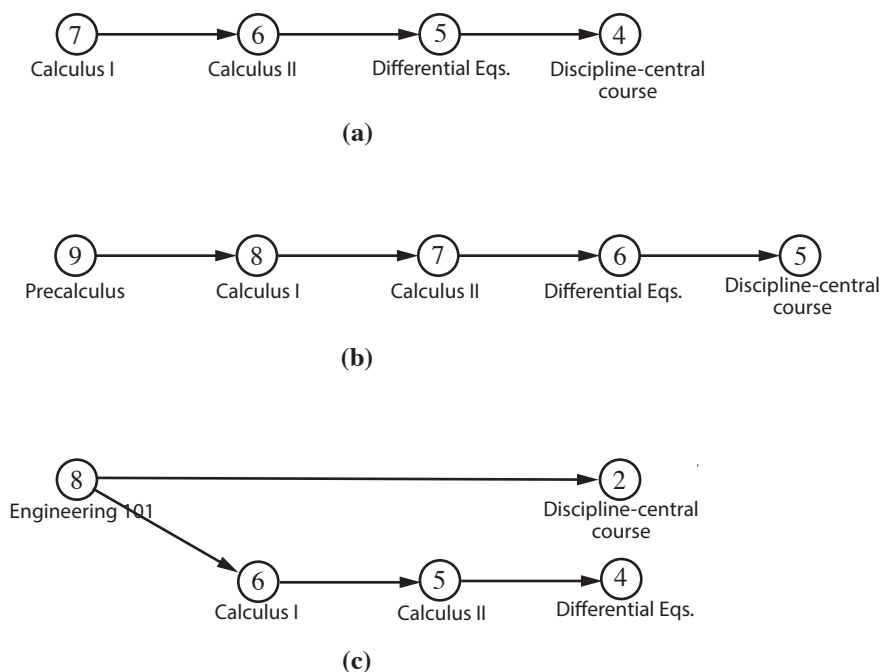 7 6 5 4
Calculus I Calculus II Differential Eqs. Discipline-central
course
(a)
9 8 7 6 5
Precalculus Calculus I Calculus II Differential Eqs. Discipline-central
course
(b)
8 2
Engineering 101 Discipline-central
course
6 5 4
Calculus I Calculus II Differential Eqs.
(c)